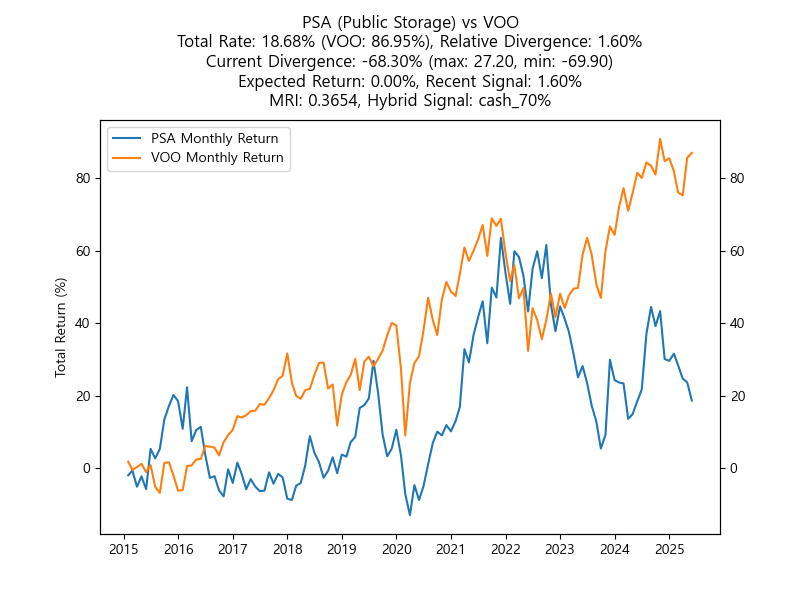 PSA (Public Storage) vs VOO
Total Rate: 18.68% (VOO: 86.95%), Relative Divergence: 1.60%
Current Divergence: -68.30% (max: 27.20, min: -69.90)
Expected Return: 0.00%, Recent Signal: 1.60%
MRI: 0.3654, Hybrid Signal: cash_70%
PSA Monthly Return
VOO Monthly Return
Total Return (%)
80
60
40
20
0
80
60
40
20
0
2015 2016 2017 2018 2019 2020 2021 2022 2023 2024 2025